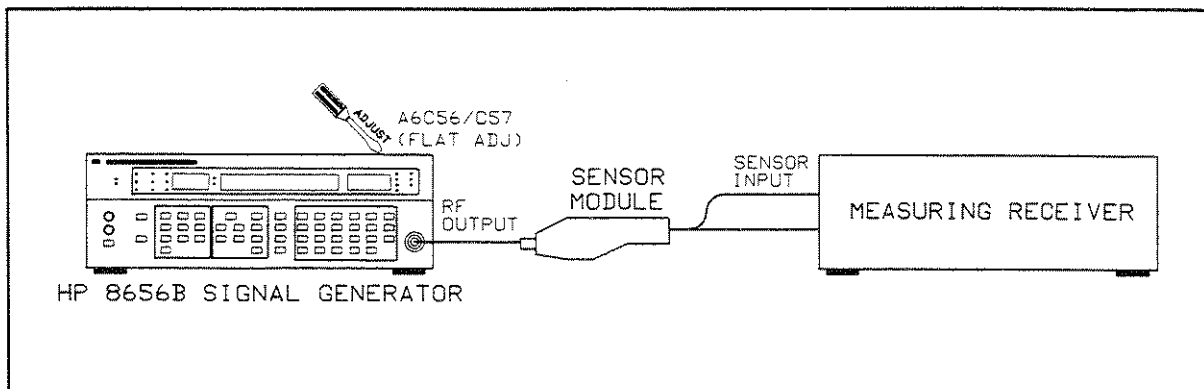 ADJUST
A6C56/C57
(FLAT ADJ)
SENSOR
MODULE
SENSOR
INPUT
RF
OUTPUT
MEASURING RECEIVER
HP 8656B SIGNAL GENERATOR